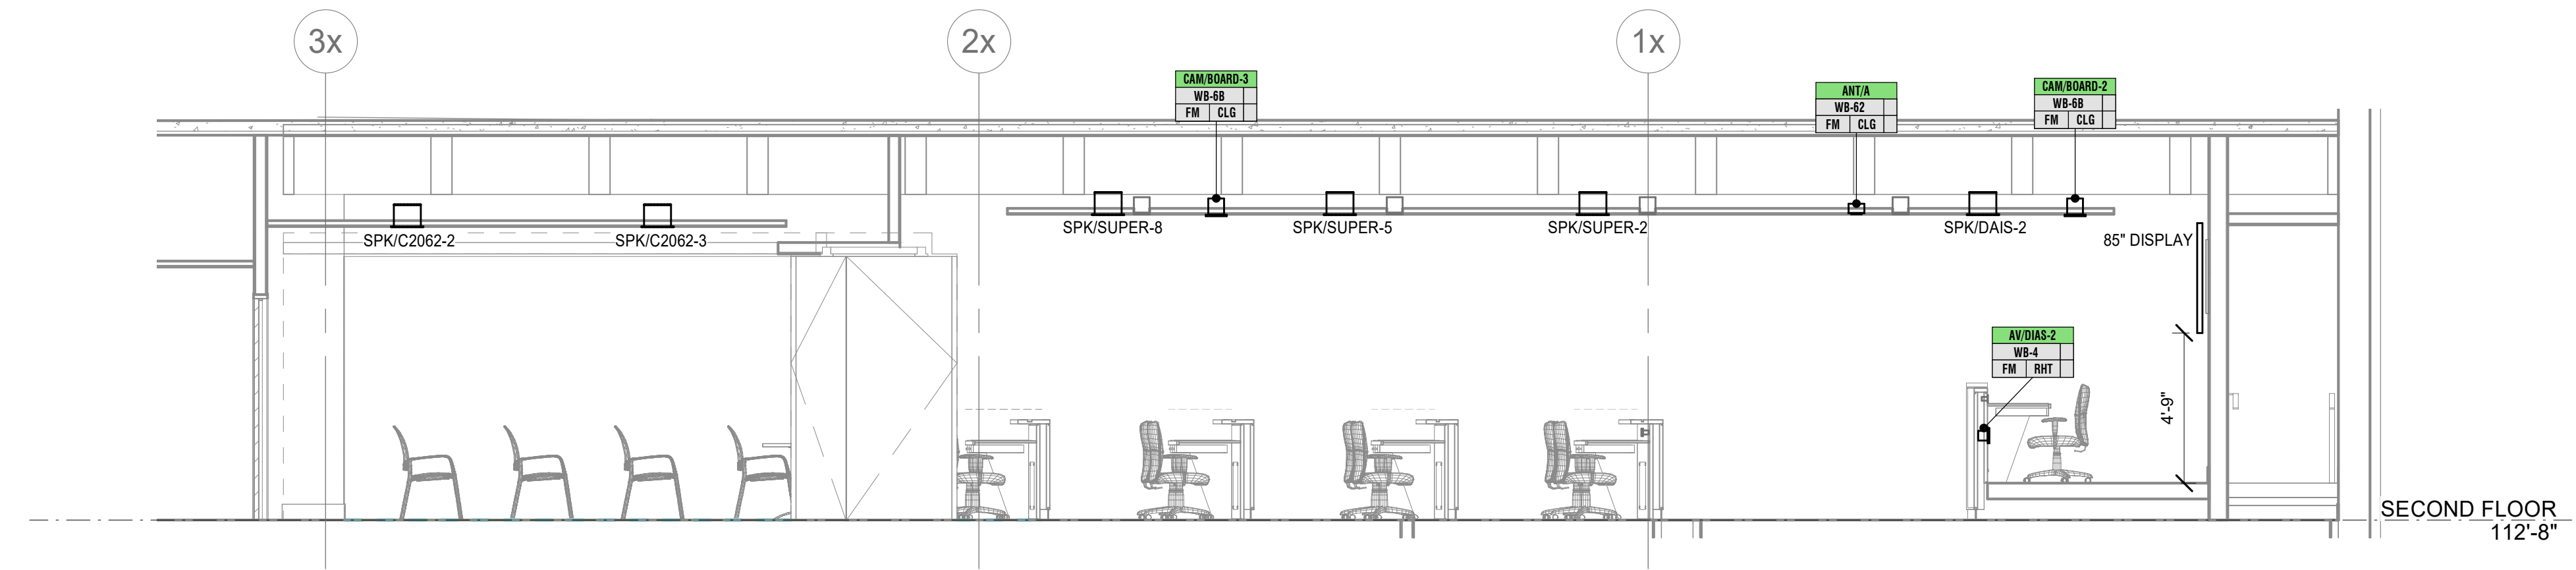 3x
2x
1x
CAM/BOARD-3
WB-6B
FM CLG
ANT/A
WB-62
FM CLG
CAM/BOARD-2
WB-6B
FM CLG
SPK/C2062-2
SPK/C2062-3
SPK/SUPER-8
SPK/SUPER-5
SPK/SUPER-2
SPK/DAIS-2
85" DISPLAY
AV/DIAS-2
WB-4
FM RHT
4'-9"
SECOND FLOOR
112'-8"